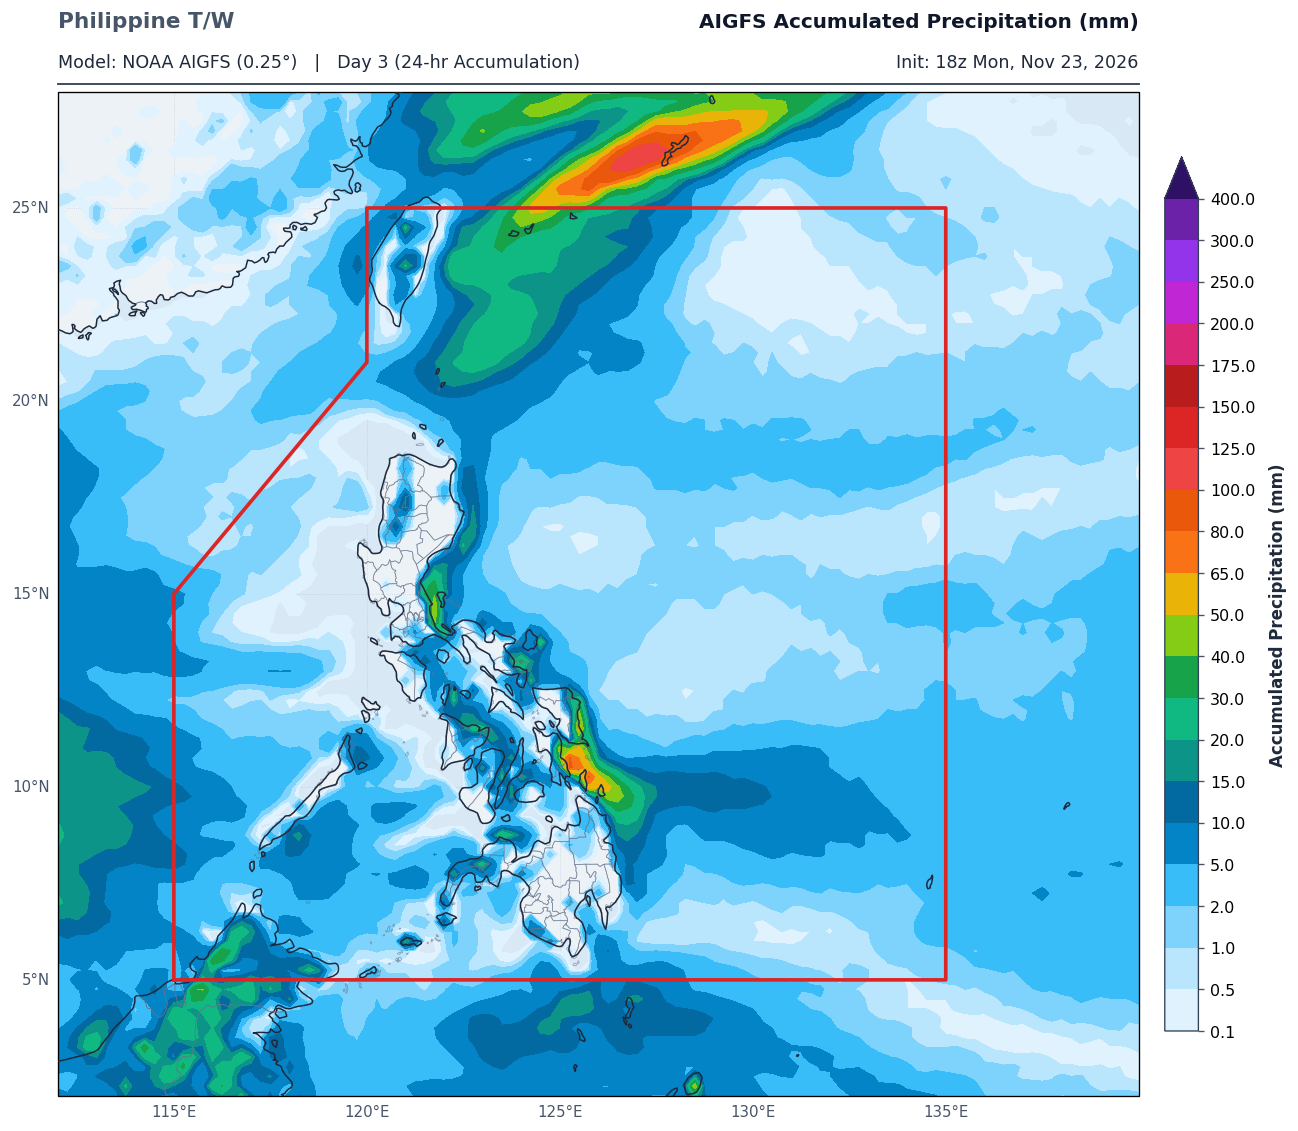 Philippine T/W
AIGFS Accumulated Precipitation (mm)
Model: NOAA AIGFS (0.25°)   |   Day 3 (24-hr Accumulation)
Init: 18z Mon, Nov 23, 2026
25°N
20°N
15°N
10°N
5°N
115°E
120°E
125°E
130°E
135°E
400.0
300.0
250.0
200.0
175.0
150.0
125.0
100.0
80.0
65.0
50.0
40.0
30.0
20.0
15.0
10.0
5.0
2.0
1.0
0.5
0.1
Accumulated Precipitation (mm)